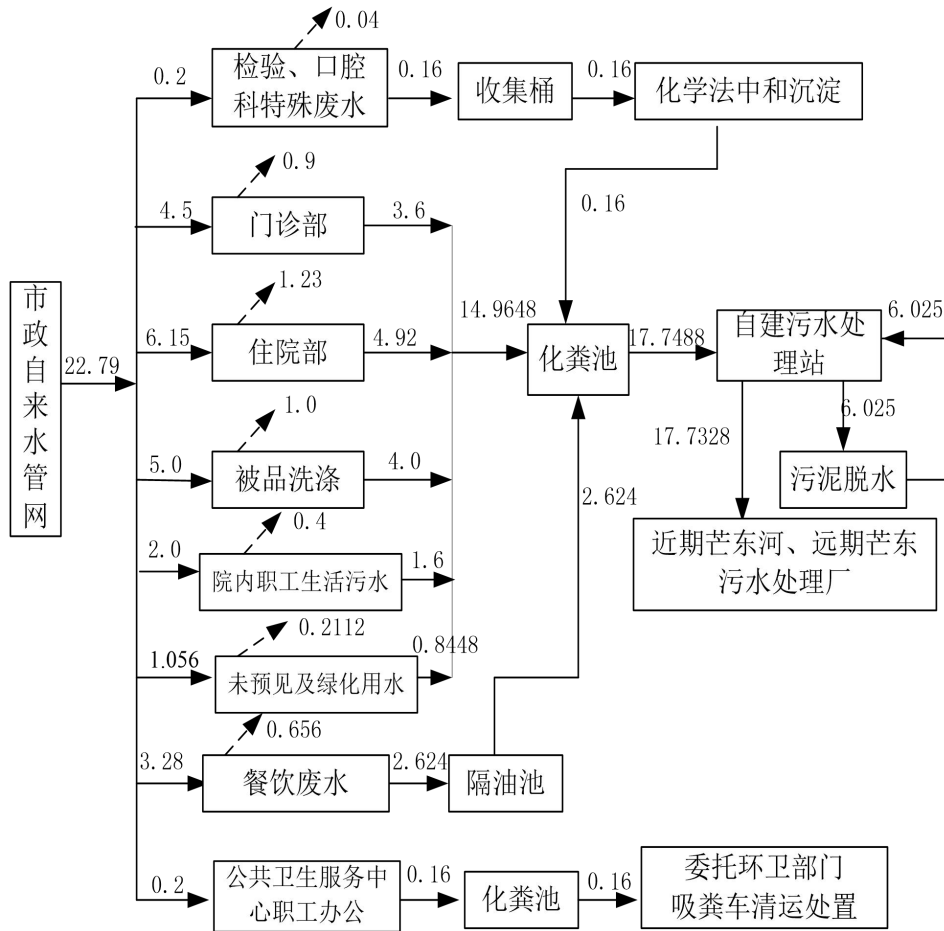 0.04
0.2
检验、口腔
科特殊废水
0.16
收集桶
0.16
化学法中和沉淀
0.16
0.9
4.5
门诊部
3.6
1.23
6.15
住院部
4.92
14.9648
化粪池
17.7488
自建污水处
理站
6.025
市政自来水管网
22.79
1.0
5.0
被品洗涤
4.0
17.7328
6.025
污泥脱水
2.624
近期芒东河、远期芒东
污水处理厂
0.4
2.0
院内职工生活污水
1.6
0.2112
1.056
未预见及绿化用水
0.8448
0.656
3.28
餐饮废水
2.624
隔油池
0.2
公共卫生服务中
心职工办公
0.16
化粪池
0.16
委托环卫部门
吸粪车清运处置